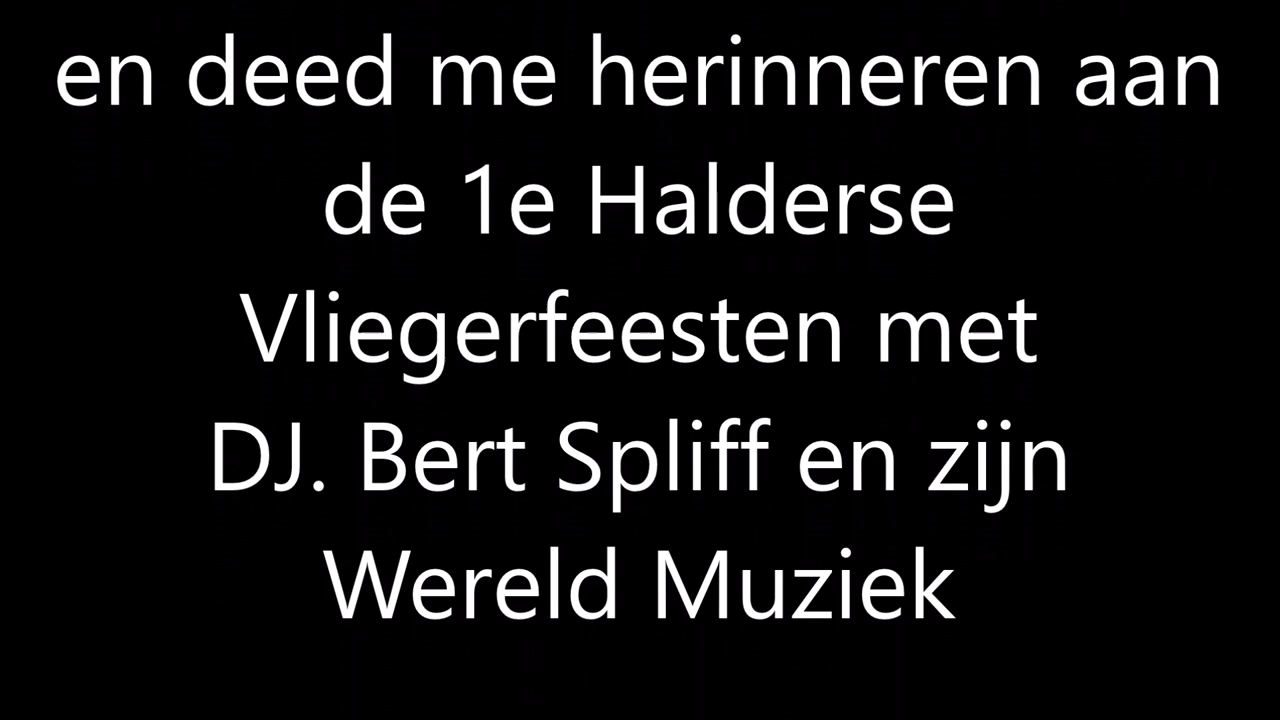 en deed me herinneren aan
de 1e Halderse
Vliegerfeesten met
DJ. Bert Spliff en zijn
Wereld Muziek